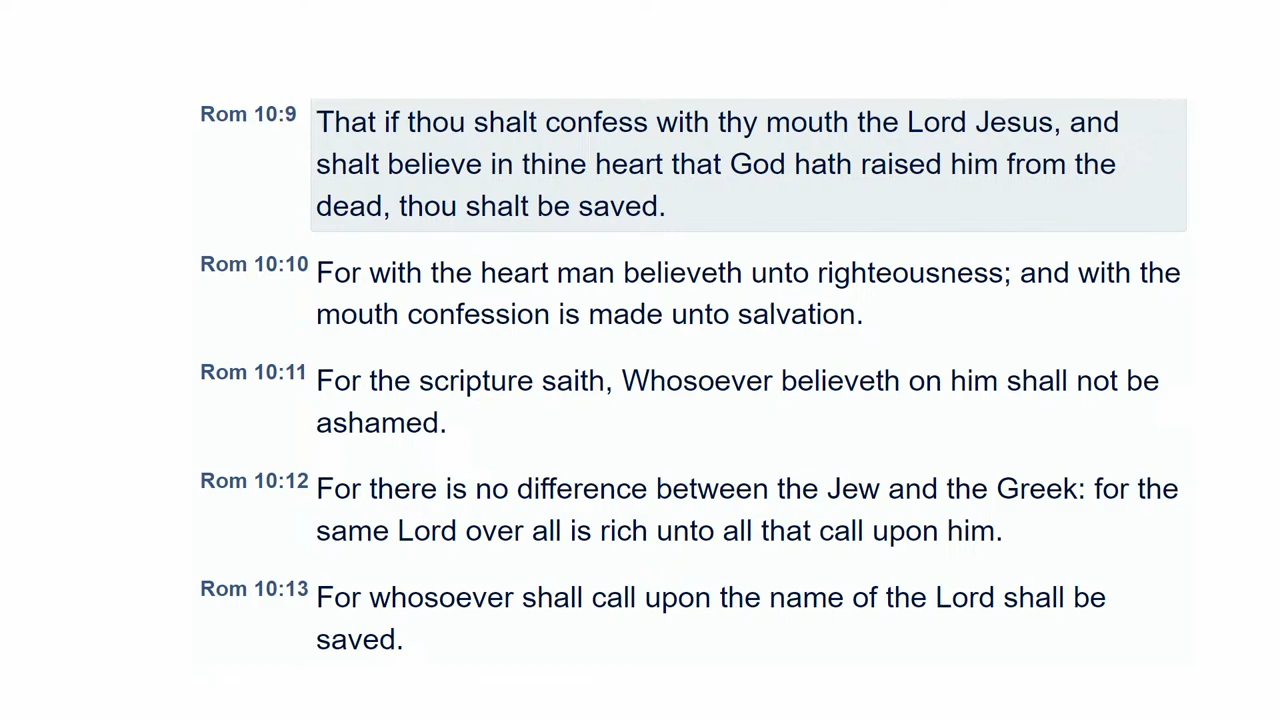 Rom 10:9 That if thou shalt confess with thy mouth the Lord Jesus, and
shalt believe in thine heart that God hath raised him from the
dead, thou shalt be saved.
Rom 10:10 For with the heart man believeth unto righteousness; and with the
mouth confession is made unto salvation.
Rom 10:11 For the scripture saith, Whosoever believeth on him shall not be
ashamed.
Rom 10:12 For there is no difference between the Jew and the Greek: for the
same Lord over all is rich unto all that call upon him.
Rom 10:13 For whosoever shall call upon the name of the Lord shall be
saved.